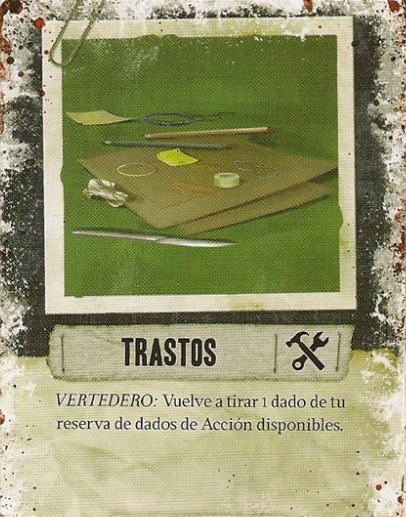 TRASTOS
VERTEDERO: Vuelve a tirar 1 dado de tu
reserva de dados de Acción disponibles.